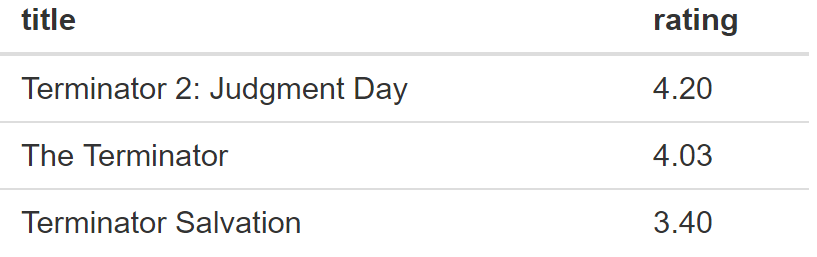 title rating
Terminator 2: Judgment Day 4.20
The Terminator 4.03
Terminator Salvation 3.40